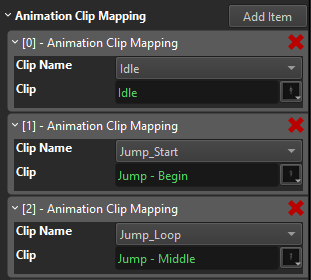 Animation Clip Mapping Add Item
[0] - Animation Clip Mapping
Clip Name Idle
Clip Idle
[1] - Animation Clip Mapping
Clip Name Jump_Start
Clip Jump - Begin
[2] - Animation Clip Mapping
Clip Name Jump_Loop
Clip Jump - Middle